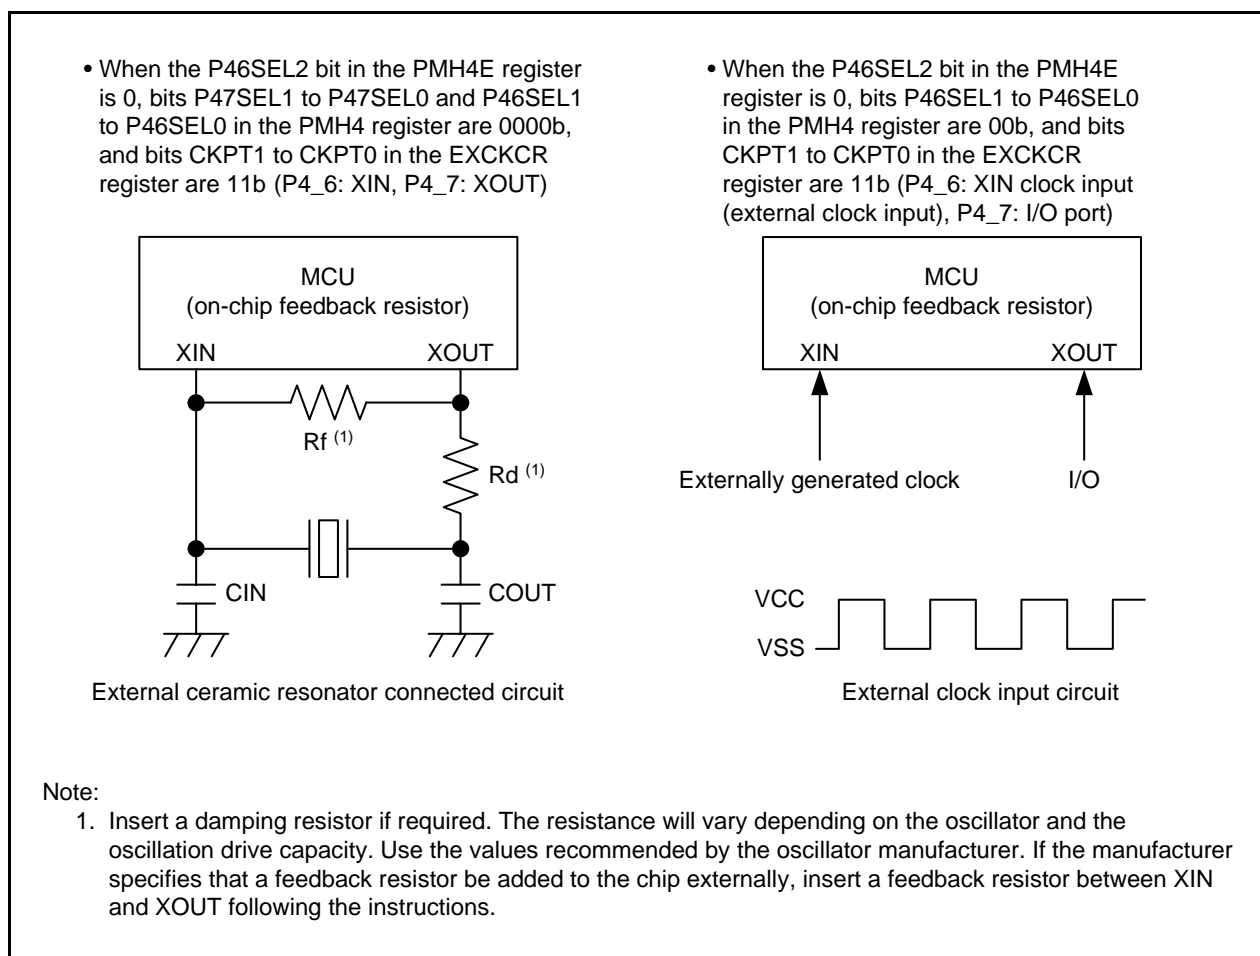 • When the P46SEL2 bit in the PMH4E register
is 0, bits P47SEL1 to P47SEL0 and P46SEL1
to P46SEL0 in the PMH4 register are 0000b,
and bits CKPT1 to CKPT0 in the EXCKCR
register are 11b (P4_6: XIN, P4_7: XOUT)
MCU
(on-chip feedback resistor)
XIN
XOUT
Rf (1)
Rd (1)
CIN
COUT
External ceramic resonator connected circuit
• When the P46SEL2 bit in the PMH4E
register is 0, bits P46SEL1 to P46SEL0
in the PMH4 register are 00b, and bits
CKPT1 to CKPT0 in the EXCKCR
register are 11b (P4_6: XIN clock input
(external clock input), P4_7: I/O port)
MCU
(on-chip feedback resistor)
XIN
XOUT
Externally generated clock
I/O
VCC
VSS
External clock input circuit
Note:
1. Insert a damping resistor if required. The resistance will vary depending on the oscillator and the
oscillation drive capacity. Use the values recommended by the oscillator manufacturer. If the manufacturer
specifies that a feedback resistor be added to the chip externally, insert a feedback resistor between XIN
and XOUT following the instructions.